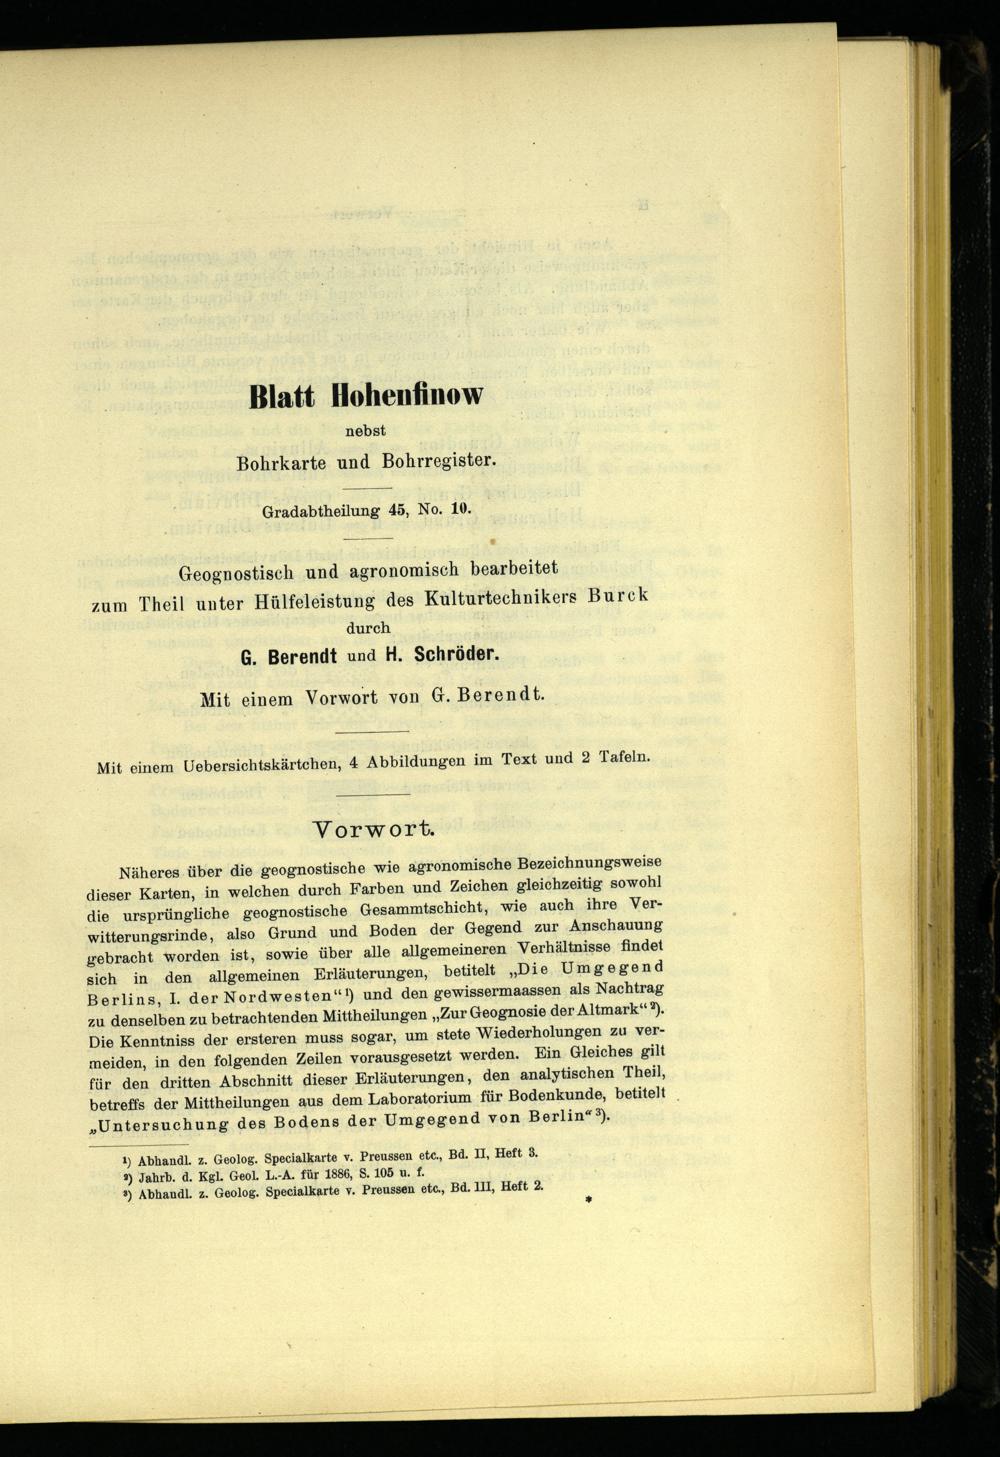 Blatt Hohenfinow
nebst
Bohrkarte und Bohrregister.
Gradabtheilung 45, No. 10.
Geognostisch und agronomisch bearbeitet
zum Theil unter Hülfeleistung des Kulturtechnikers Burck
durch
G. Berendt und H. Schröder.
Mit einem Vorwort von G. Berendt.
Mit einem Uebersichtskärtchen, 4 Abbildungen im Text und 2 Tafeln.
Vorwort.
Näheres über die geognostische wie agronomische Bezeichnungsweise
dieser Karten, in welchen durch Farben und Zeichen gleichzeitig sowohl
die ursprüngliche geognostische Gesammtschicht, wie auch ihre Ver-
witterungsrinde, also Grund und Boden der Gegend zur Anschauung
gebracht worden ist, sowie über alle allgemeineren Verhältnisse findet
sich in den allgemeinen Erläuterungen, betitelt „Die Umgegend
Berlins, I. der Nordwesten“ ¹) und den gewissermaassen als Nachtrag
zu denselben zu betrachtenden Mittheilungen „Zur Geognosie der Altmark“ ²).
Die Kenntniss der ersteren muss sogar, um stete Wiederholungen zu ver-
meiden, in den folgenden Zeilen vorausgesetzt werden. Ein Gleiches gilt
für den dritten Abschnitt dieser Erläuterungen, den analytischen Theil,
betreffs der Mittheilungen aus dem Laboratorium für Bodenkunde, betitelt
„Untersuchung des Bodens der Umgegend von Berlin“ ³).
¹) Abhandl. z. Geolog. Specialkarte v. Preussen etc., Bd. II, Heft 3.
²) Jahrb. d. Kgl. Geol. L.-A. für 1886, S. 105 u. f.
³) Abhandl. z. Geolog. Specialkarte v. Preussen etc., Bd. III, Heft 2.
*